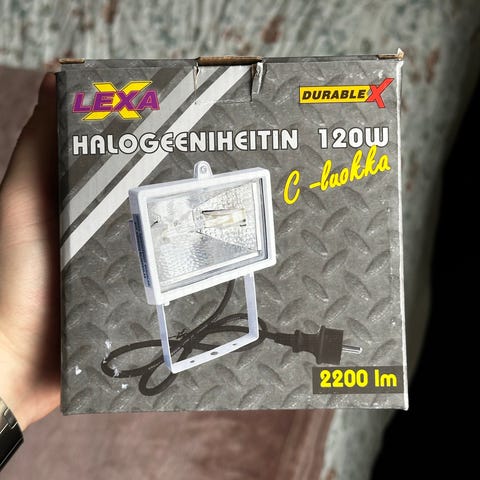 LEXA
DURABLEX
HALOGEENIHEITIN 120W
C-luokka
2200 lm